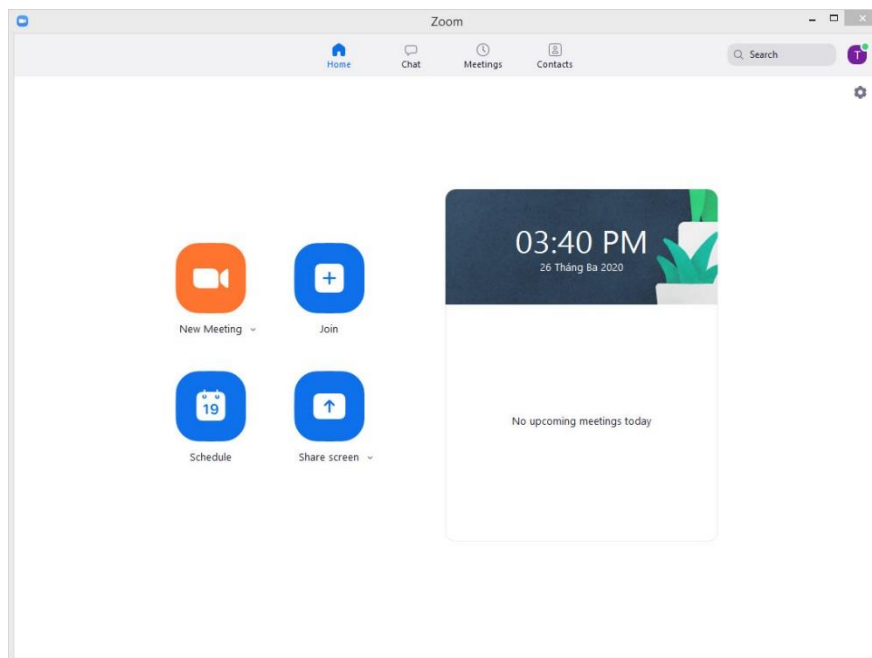 Zoom
Home
Chat
Meetings
Contacts
Search
T
03:40 PM
26 Tháng Ba 2020
New Meeting
Join
19
Schedule
Share screen
No upcoming meetings today